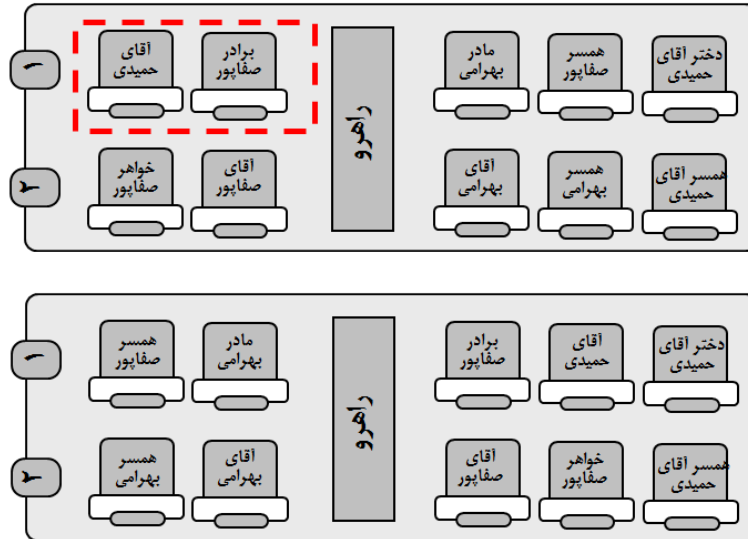 دختر آقای
حمیدی
همسر
صفاپور
مادر
بهرامی
راهرو
برادر
صفاپور
آقای
حمیدی
۱
همسر آقای
حمیدی
همسر
بهرامی
آقای
بهرامی
آقای
صفاپور
خواهر
صفاپور
۲
دختر آقای
حمیدی
آقای
حمیدی
برادر
صفاپور
راهرو
مادر
بهرامی
همسر
صفاپور
۱
همسر آقای
حمیدی
خواهر
صفاپور
آقای
صفاپور
آقای
بهرامی
همسر
بهرامی
۲